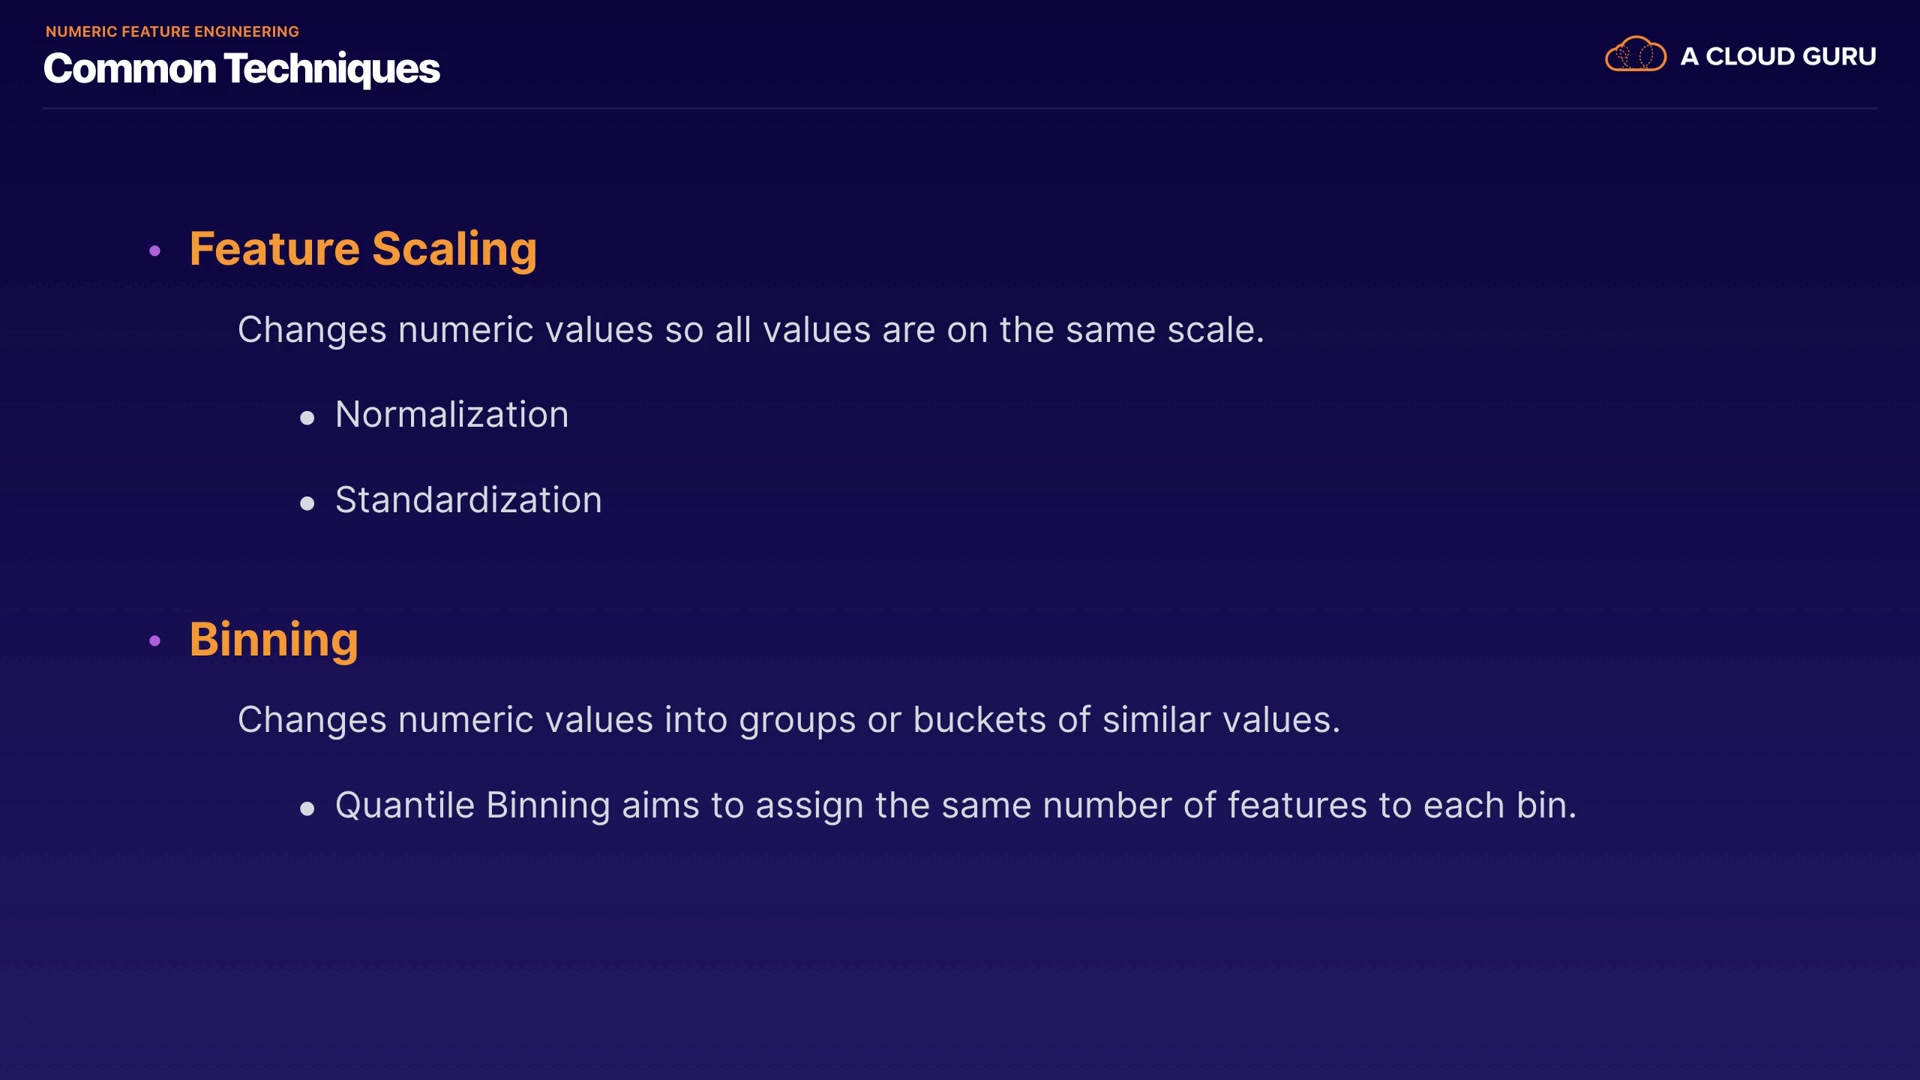 NUMERIC FEATURE ENGINEERING
Common Techniques
A CLOUD GURU
• Feature Scaling
Changes numeric values so all values are on the same scale.
● Normalization
● Standardization
• Binning
Changes numeric values into groups or buckets of similar values.
● Quantile Binning aims to assign the same number of features to each bin.